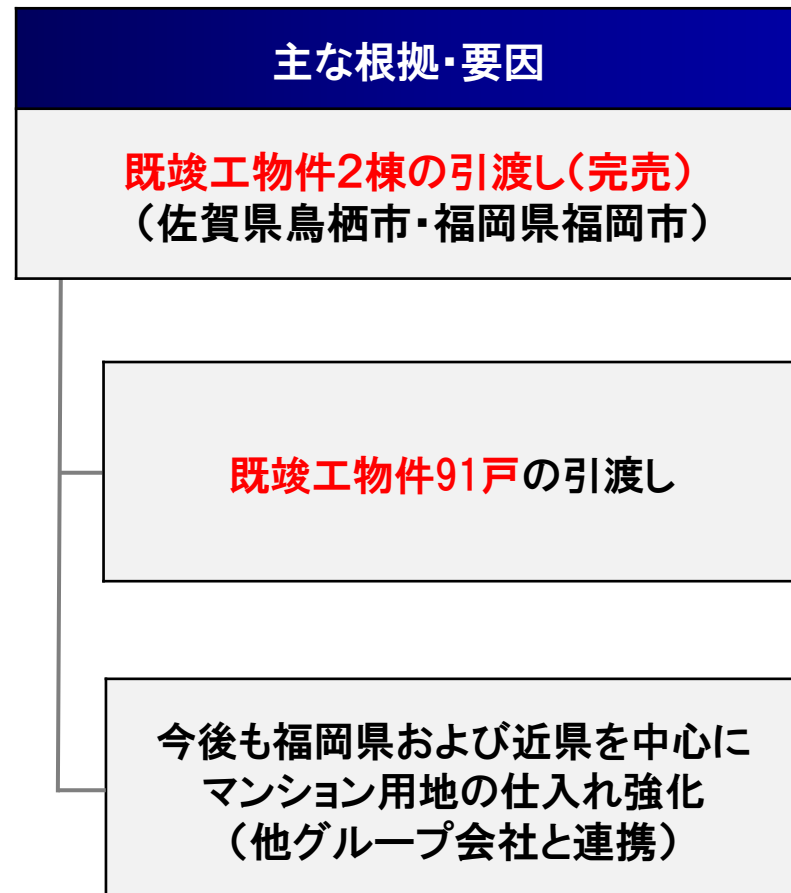 主な根拠・要因
既竣工物件2棟の引渡し(完売)
(佐賀県鳥栖市・福岡県福岡市)
既竣工物件91戸の引渡し
今後も福岡県および近県を中心に
マンション用地の仕入れ強化
(他グループ会社と連携)